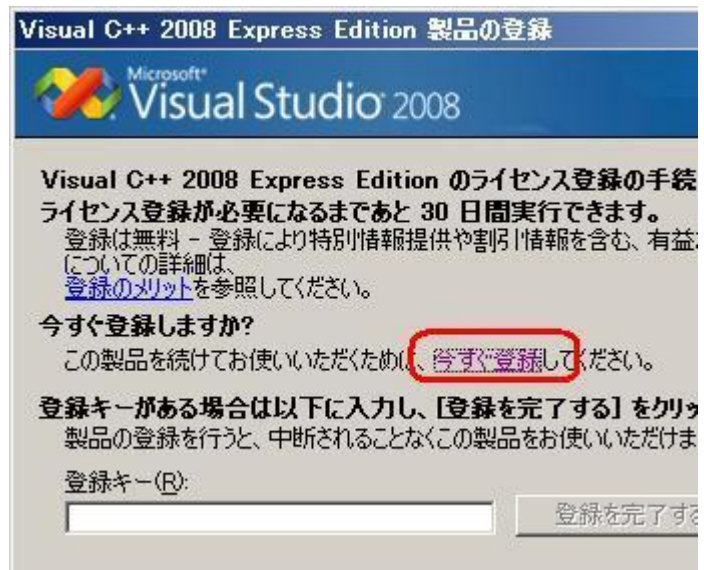 Visual C++ 2008 Express Edition 製品の登録
Microsoft
Visual Studio 2008
Visual C++ 2008 Express Edition のライセンス登録の手続
ライセンス登録が必要になるまであと 30 日間実行できます。
登録は無料 - 登録により特別情報提供や割引情報を含む、有益
についての詳細は、
登録のメリットを参照してください。
今すぐ登録しますか?
この製品を続けてお使いいただくためは、今すぐ登録してください。
登録キーがある場合は以下に入力し、[登録を完了する] をクリッ
製品の登録を行うと、中断されることなくこの製品をお使いいただけま
登録キー(R):
登録を完了する